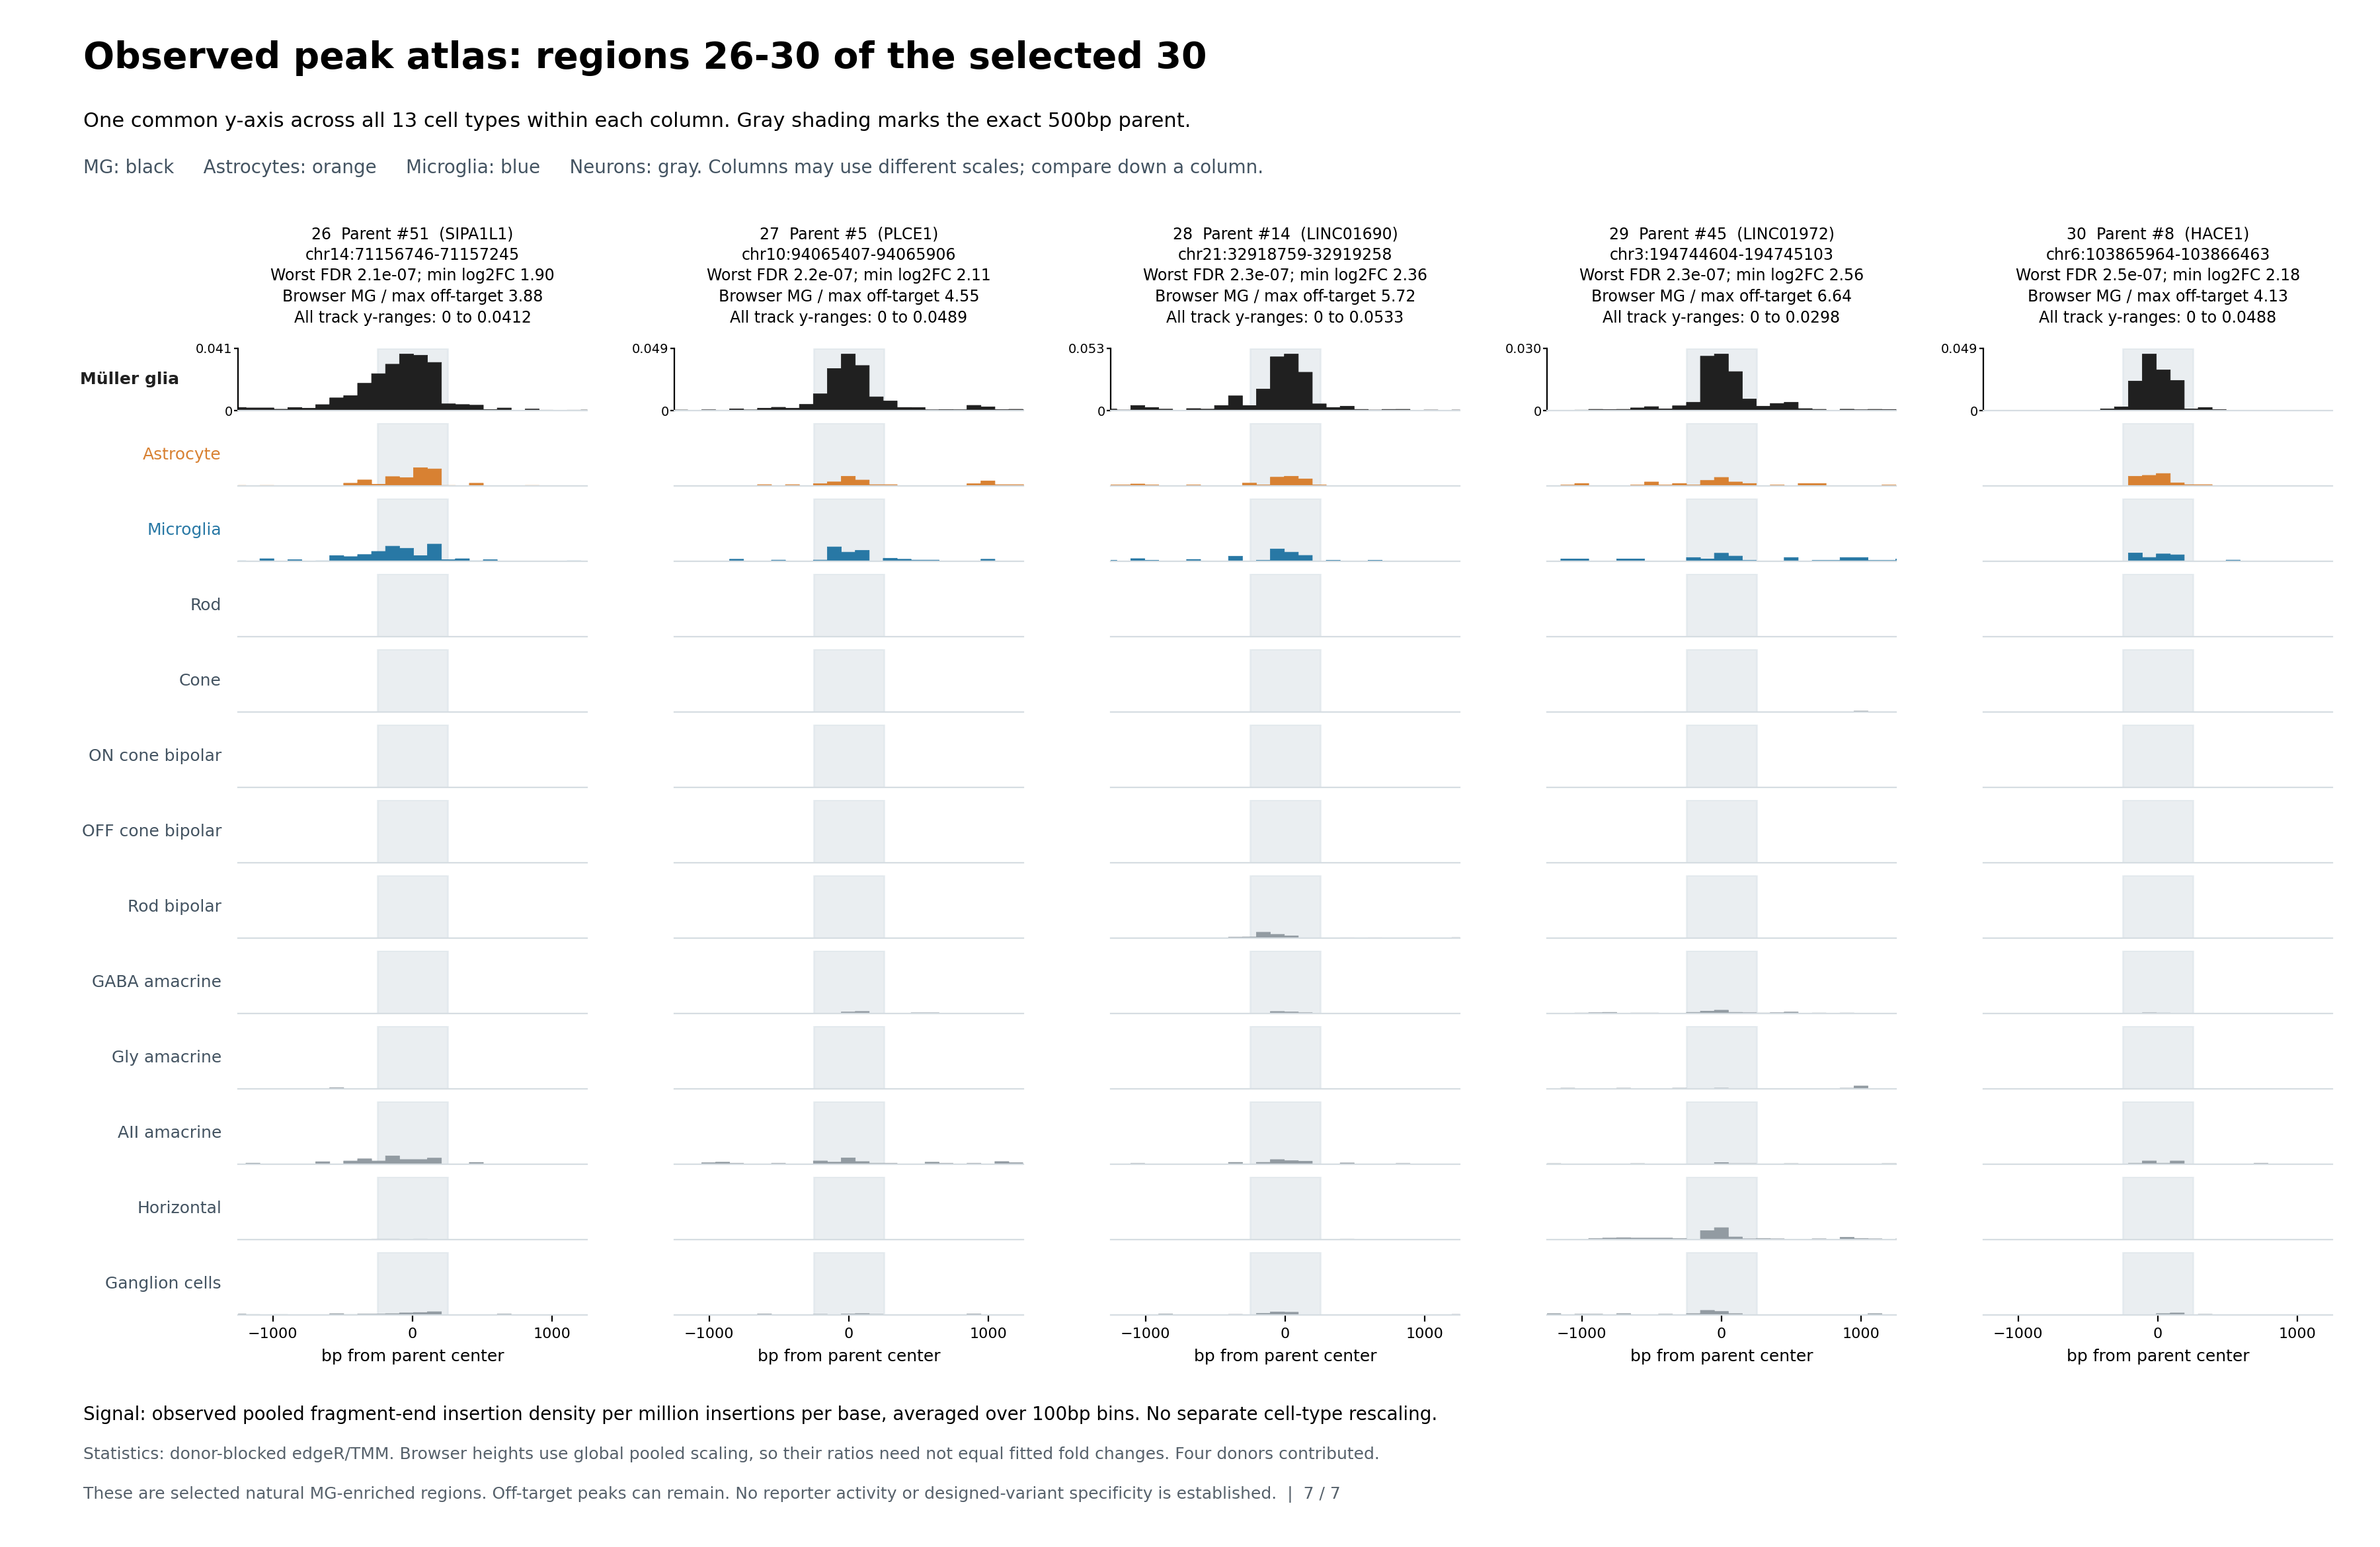 Observed peak atlas: regions 26-30 of the selected 30
One common y-axis across all 13 cell types within each column. Gray shading marks the exact 500bp parent.
MG: black Astrocytes: orange Microglia: blue Neurons: gray. Columns may use different scales; compare down a column.
26 Parent #51 (SIPA1L1)
chr14:71156746-71157245
Worst FDR 2.1e-07; min log2FC 1.90
Browser MG / max off-target 3.88
All track y-ranges: 0 to 0.0412
27 Parent #5 (PLCE1)
chr10:94065407-94065906
Worst FDR 2.2e-07; min log2FC 2.11
Browser MG / max off-target 4.55
All track y-ranges: 0 to 0.0489
28 Parent #14 (LINC01690)
chr21:32918759-32919258
Worst FDR 2.3e-07; min log2FC 2.36
Browser MG / max off-target 5.72
All track y-ranges: 0 to 0.0533
29 Parent #45 (LINC01972)
chr3:194744604-194745103
Worst FDR 2.3e-07; min log2FC 2.56
Browser MG / max off-target 6.64
All track y-ranges: 0 to 0.0298
30 Parent #8 (HACE1)
chr6:103865964-103866463
Worst FDR 2.5e-07; min log2FC 2.18
Browser MG / max off-target 4.13
All track y-ranges: 0 to 0.0488
0.041 0.049 0.053 0.030 0.049
Müller glia
0 0 0 0 0
Astrocyte
Microglia
Rod
Cone
ON cone bipolar
OFF cone bipolar
Rod bipolar
GABA amacrine
Gly amacrine
AII amacrine
Horizontal
Ganglion cells
−1000 0 1000 −1000 0 1000 −1000 0 1000 −1000 0 1000 −1000 0 1000
bp from parent center bp from parent center bp from parent center bp from parent center bp from parent center
Signal: observed pooled fragment-end insertion density per million insertions per base, averaged over 100bp bins. No separate cell-type rescaling.
Statistics: donor-blocked edgeR/TMM. Browser heights use global pooled scaling, so their ratios need not equal fitted fold changes. Four donors contributed.
These are selected natural MG-enriched regions. Off-target peaks can remain. No reporter activity or designed-variant specificity is established. | 7 / 7